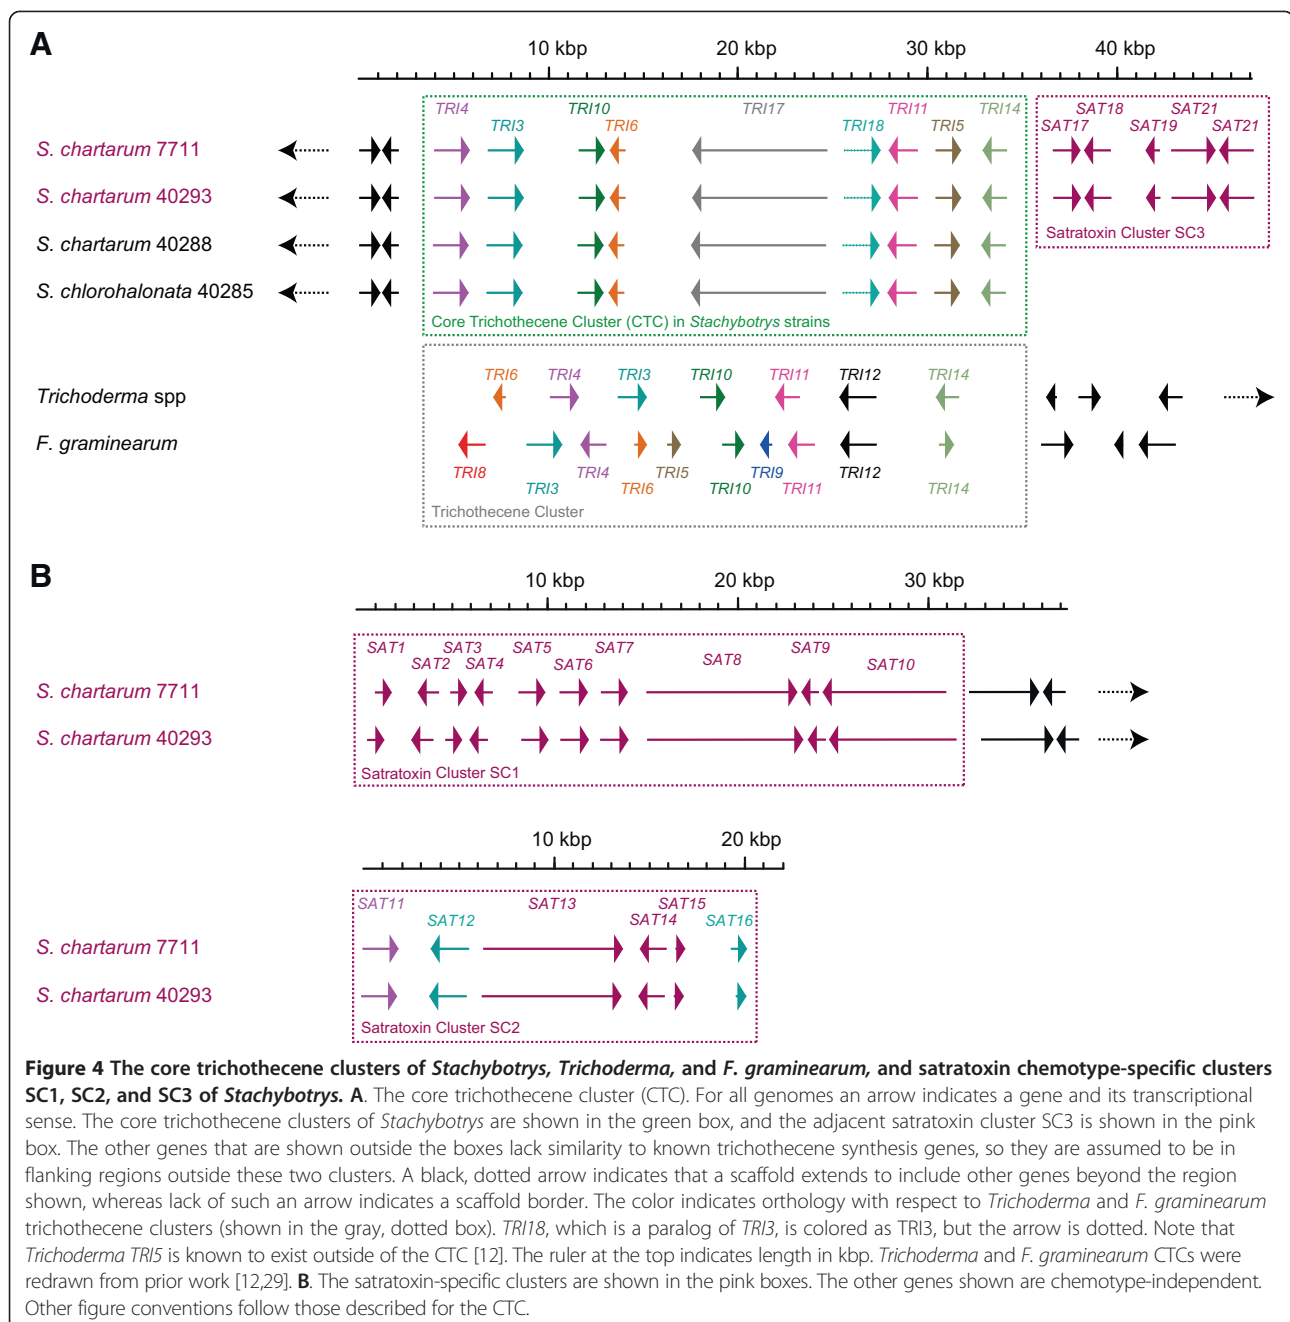 A
10 kbp 20 kbp 30 kbp 40 kbp
TRI4 TRI10 TRI17 TRI11 TRI14 SAT18 SAT21
TRI3 TRI6 TRI18 TRI5 SAT17 SAT19 SAT21
S. chartarum 7711
S. chartarum 40293
S. chartarum 40288
Satratoxin Cluster SC3
S. chlorohalonata 40285
Core Trichothecene Cluster (CTC) in Stachybotrys strains
TRI6 TRI4 TRI3 TRI10 TRI11 TRI12 TRI14
Trichoderma spp
F. graminearum
TRI8 TRI4 TRI5 TRI9 TRI12
TRI3 TRI6 TRI10 TRI11 TRI14
Trichothecene Cluster
B
10 kbp 20 kbp 30 kbp
SAT1 SAT3 SAT5 SAT7 SAT9
SAT2 SAT4 SAT6 SAT8 SAT10
S. chartarum 7711
S. chartarum 40293
Satratoxin Cluster SC1
10 kbp 20 kbp
SAT11 SAT13 SAT15
SAT12 SAT14 SAT16
S. chartarum 7711
S. chartarum 40293
Satratoxin Cluster SC2
Figure 4 The core trichothecene clusters of Stachybotrys, Trichoderma, and F. graminearum, and satratoxin chemotype-specific clusters
SC1, SC2, and SC3 of Stachybotrys. A. The core trichothecene cluster (CTC). For all genomes an arrow indicates a gene and its transcriptional
sense. The core trichothecene clusters of Stachybotrys are shown in the green box, and the adjacent satratoxin cluster SC3 is shown in the pink
box. The other genes that are shown outside the boxes lack similarity to known trichothecene synthesis genes, so they are assumed to be in
flanking regions outside these two clusters. A black, dotted arrow indicates that a scaffold extends to include other genes beyond the region
shown, whereas lack of such an arrow indicates a scaffold border. The color indicates orthology with respect to Trichoderma and F. graminearum
trichothecene clusters (shown in the gray, dotted box). TRI18, which is a paralog of TRI3, is colored as TRI3, but the arrow is dotted. Note that
Trichoderma TRI5 is known to exist outside of the CTC [12]. The ruler at the top indicates length in kbp. Trichoderma and F. graminearum CTCs were
redrawn from prior work [12,29]. B. The satratoxin-specific clusters are shown in the pink boxes. The other genes shown are chemotype-independent.
Other figure conventions follow those described for the CTC.